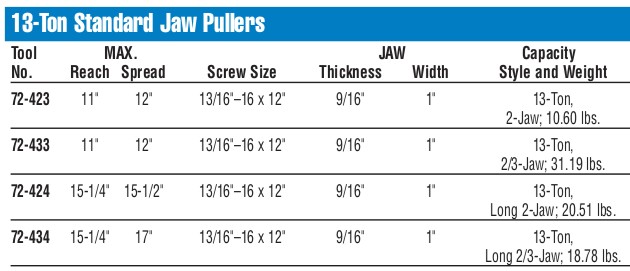 13-Ton Standard Jaw Pullers
Tool MAX. JAW Capacity
No. Reach Spread Screw Size Thickness Width Style and Weight
72-423 11" 12" 13/16"–16 x 12" 9/16" 1" 13-Ton,
2-Jaw; 10.60 lbs.
72-433 11" 12" 13/16"–16 x 12" 9/16" 1" 13-Ton,
2/3-Jaw; 31.19 lbs.
72-424 15-1/4" 15-1/2" 13/16"–16 x 12" 9/16" 1" 13-Ton,
Long 2-Jaw; 20.51 lbs.
72-434 15-1/4" 17" 13/16"–16 x 12" 9/16" 1" 13-Ton,
Long 2/3-Jaw; 18.78 lbs.